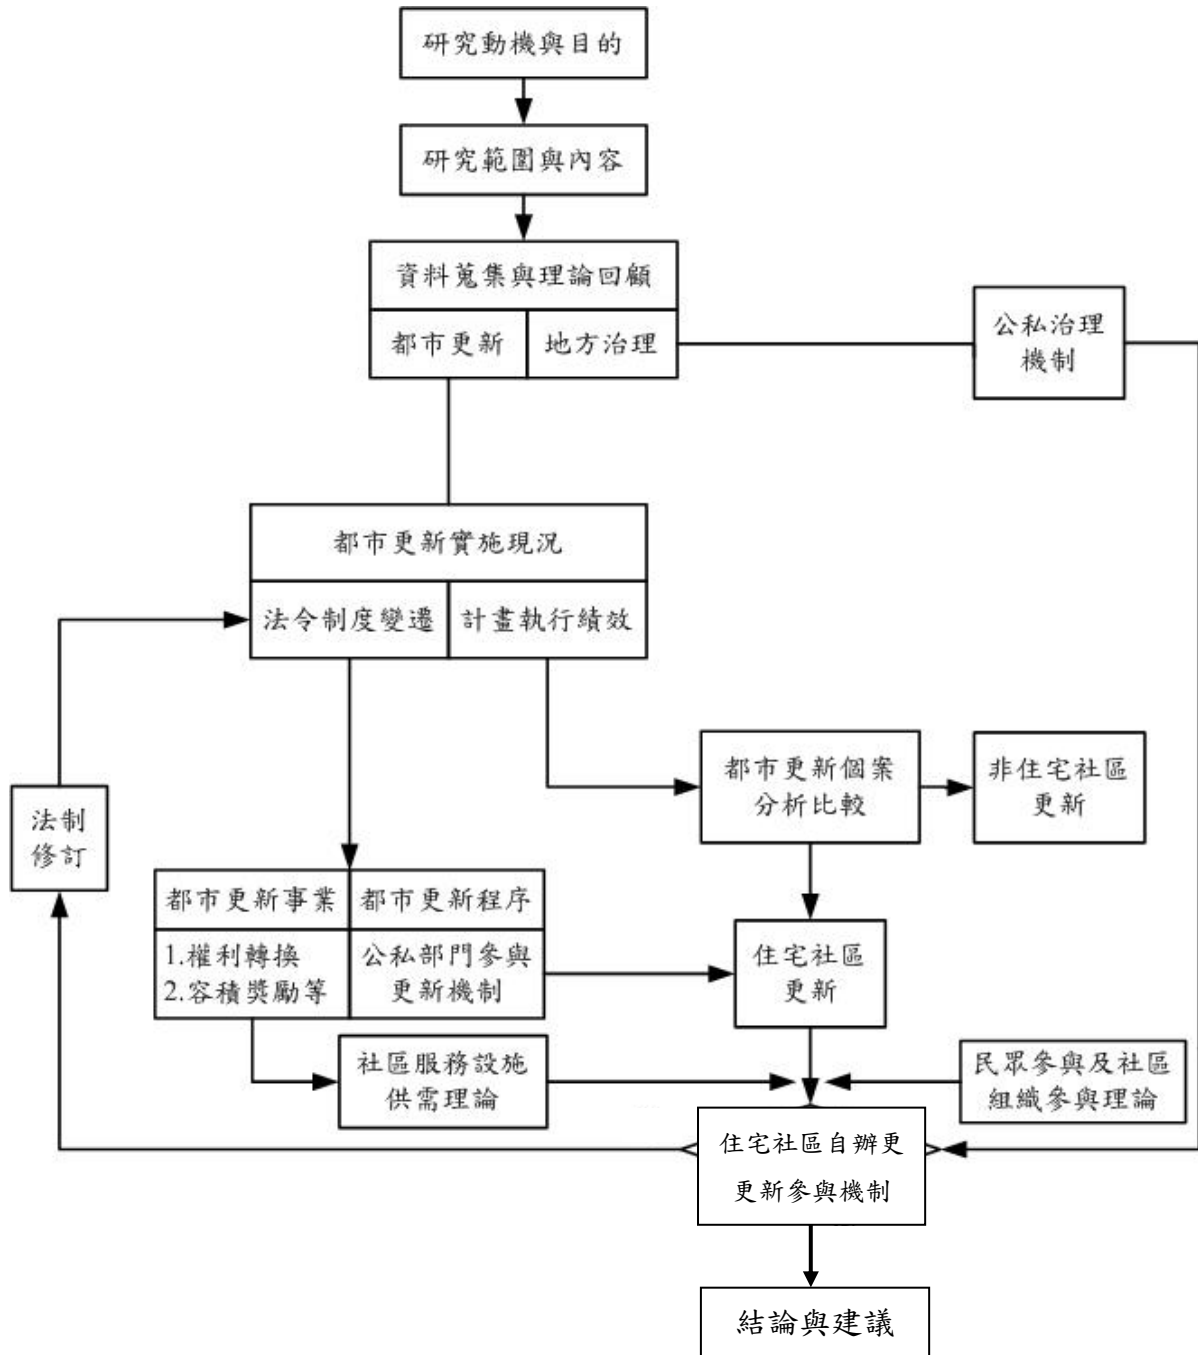 研究動機與目的
研究範圍與內容
資料蒐集與理論回顧
都市更新
地方治理
公私治理
機制
都市更新實施現況
法令制度變遷
計畫執行績效
都市更新個案
分析比較
非住宅社區
更新
法制
修訂
都市更新事業
都市更新程序
1.權利轉換
2.容積獎勵等
公私部門參與
更新機制
住宅社區
更新
社區服務設施
供需理論
民眾參與及社區
組織參與理論
住宅社區自辦更
更新參與機制
結論與建議